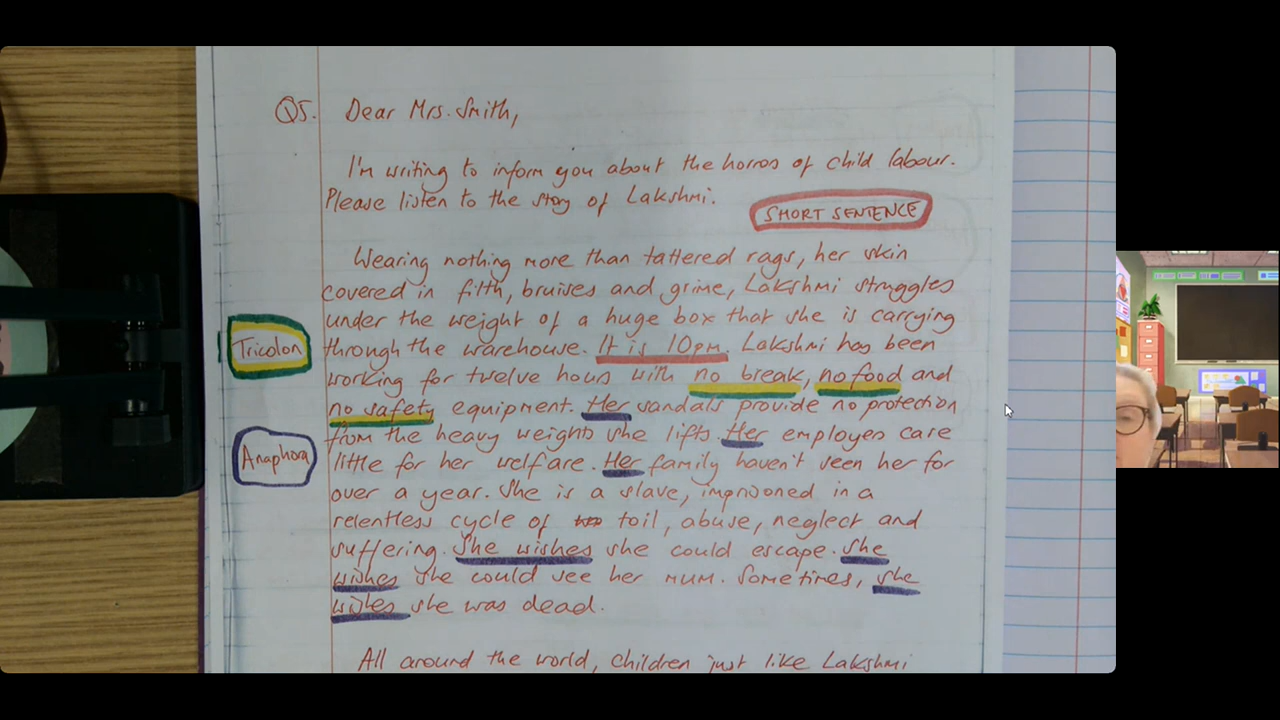 Q5. Dear Mrs. Smith,
I'm writing to inform you about the horros of child labour.
Please listen to the story of Lakshmi.
SHORT SENTENCE
Wearing nothing more than tattered rags, her skin
covered in filth, bruises and grime, Lakshmi struggles
under the weight of a huge box that she is carrying
Tricolon
through the warehouse. It is 10pm. Lakshmi has been
working for twelve hours with no break, no food and
no safety equipment. Her sandals provide no protection
from the heavy weights she lifts. Her employes care
Anaphora
little for her welfare. Her family haven't seen her for
over a year. She is a slave, imprisoned in a
relentless cycle of toil, abuse, neglect and
suffering. She wishes she could escape. She
wishes she could see her mum. Sometimes, she
wishes she was dead.
All around the world, children just like Lakshmi